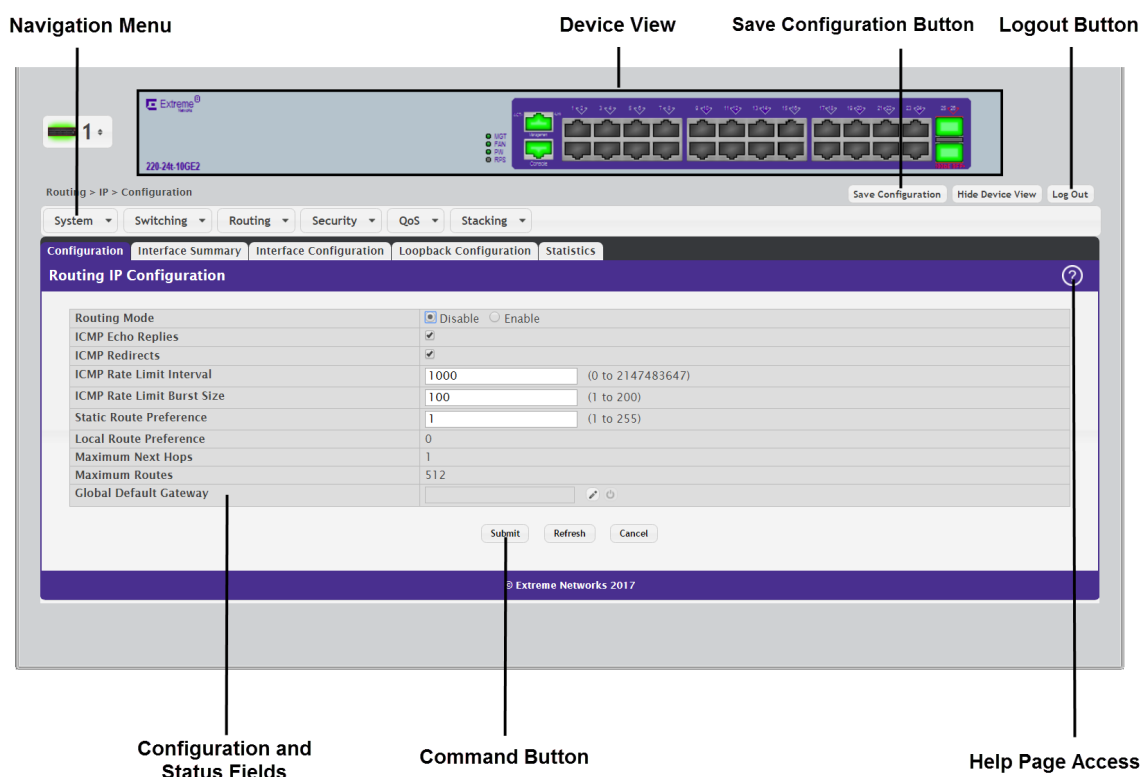 Navigation Menu
Device View
Save Configuration Button
Logout Button
Extreme
1
MGT
FAN
RPS
Console
220-24t-10GE2
Routing > IP > Configuration
Save Configuration
Hide Device View
Log Out
System
Switching
Routing
Security
QoS
Stacking
Configuration
Interface Summary
Interface Configuration
Loopback Configuration
Statistics
Routing IP Configuration
?
Routing Mode Disable Enable
ICMP Echo Replies
ICMP Redirects
ICMP Rate Limit Interval 1000 (0 to 2147483647)
ICMP Rate Limit Burst Size 100 (1 to 200)
Static Route Preference 1 (1 to 255)
Local Route Preference 0
Maximum Next Hops 1
Maximum Routes 512
Global Default Gateway
Submit
Refresh
Cancel
© Extreme Networks 2017
Configuration and
Status Fields
Command Button
Help Page Access